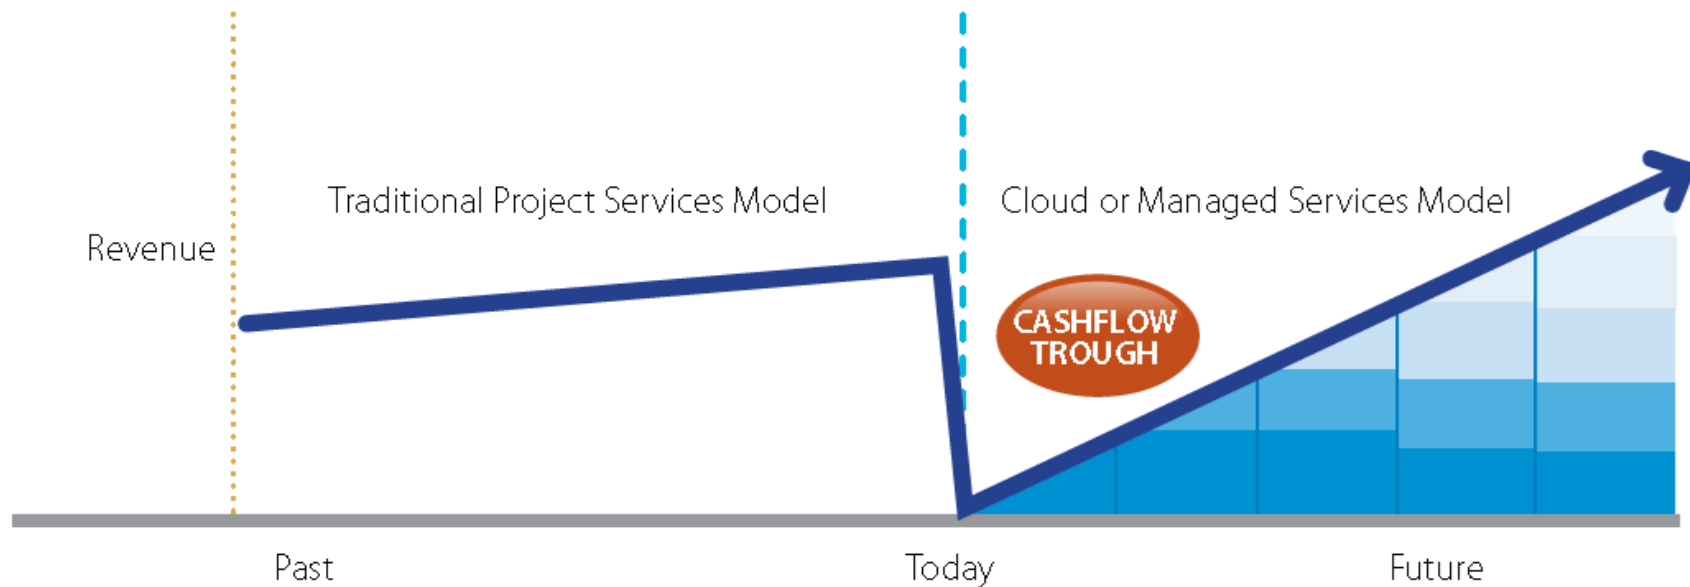 Traditional Project Services Model
Cloud or Managed Services Model
Revenue
CASHFLOW
TROUGH
Past
Today
Future